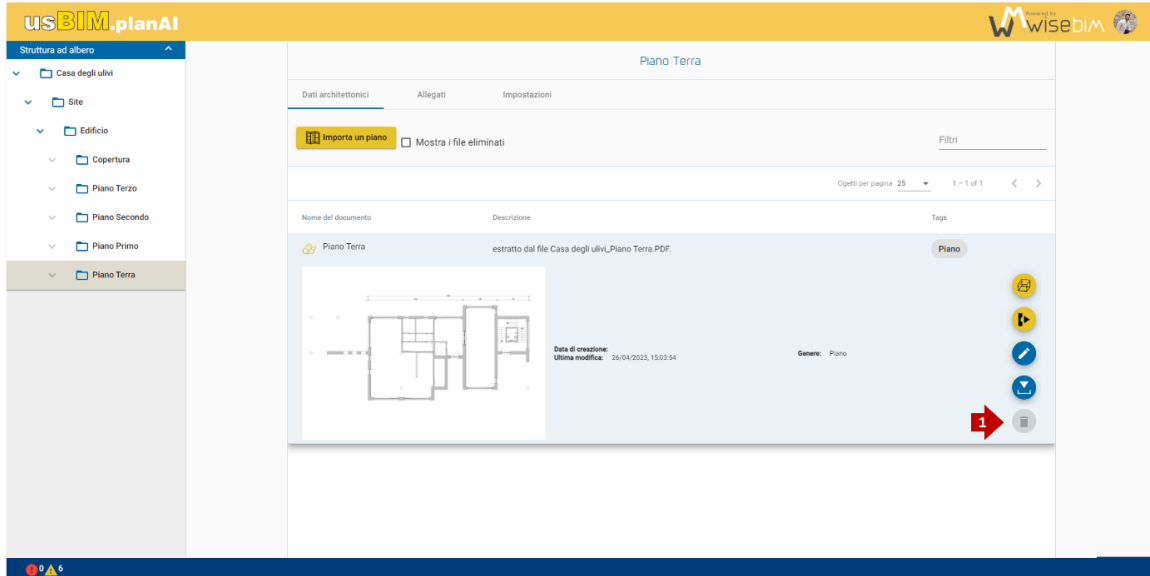 usBIM.planAI
Powered by
wisebim
Struttura ad albero
Casa degli ulivi
Site
Edificio
Copertura
Piano Terzo
Piano Secondo
Piano Primo
Piano Terra
Piano Terra
Dati architettonici Allegati Impostazioni
Importa un piano Mostra i file eliminati Filtri
Ogetti per pagina 25 1 – 1 of 1
Nome del documento Descrizione Tags
Piano Terra estratto dal file Casa degli ulivi_Piano Terra.PDF. Piano
Data di creazione:
Ultima modifica: 26/04/2023, 15:03:54 Genere: Piano
1
0 6